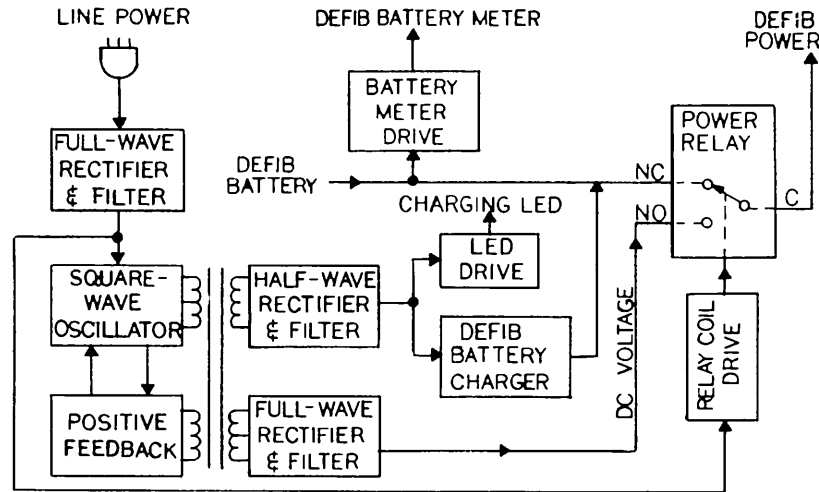 LINE POWER
DEFIB BATTERY METER
DEFIB
POWER
BATTERY
METER
DRIVE
POWER
RELAY
FULL-WAVE
RECTIFIER
& FILTER
DEFIB
BATTERY
NC
C
NO
CHARGING LED
LED
DRIVE
SQUARE-
WAVE
OSCILLATOR
HALF-WAVE
RECTIFIER
& FILTER
DEFIB
BATTERY
CHARGER
DC VOLTAGE
RELAY COIL
DRIVE
POSITIVE
FEEDBACK
FULL-WAVE
RECTIFIER
& FILTER